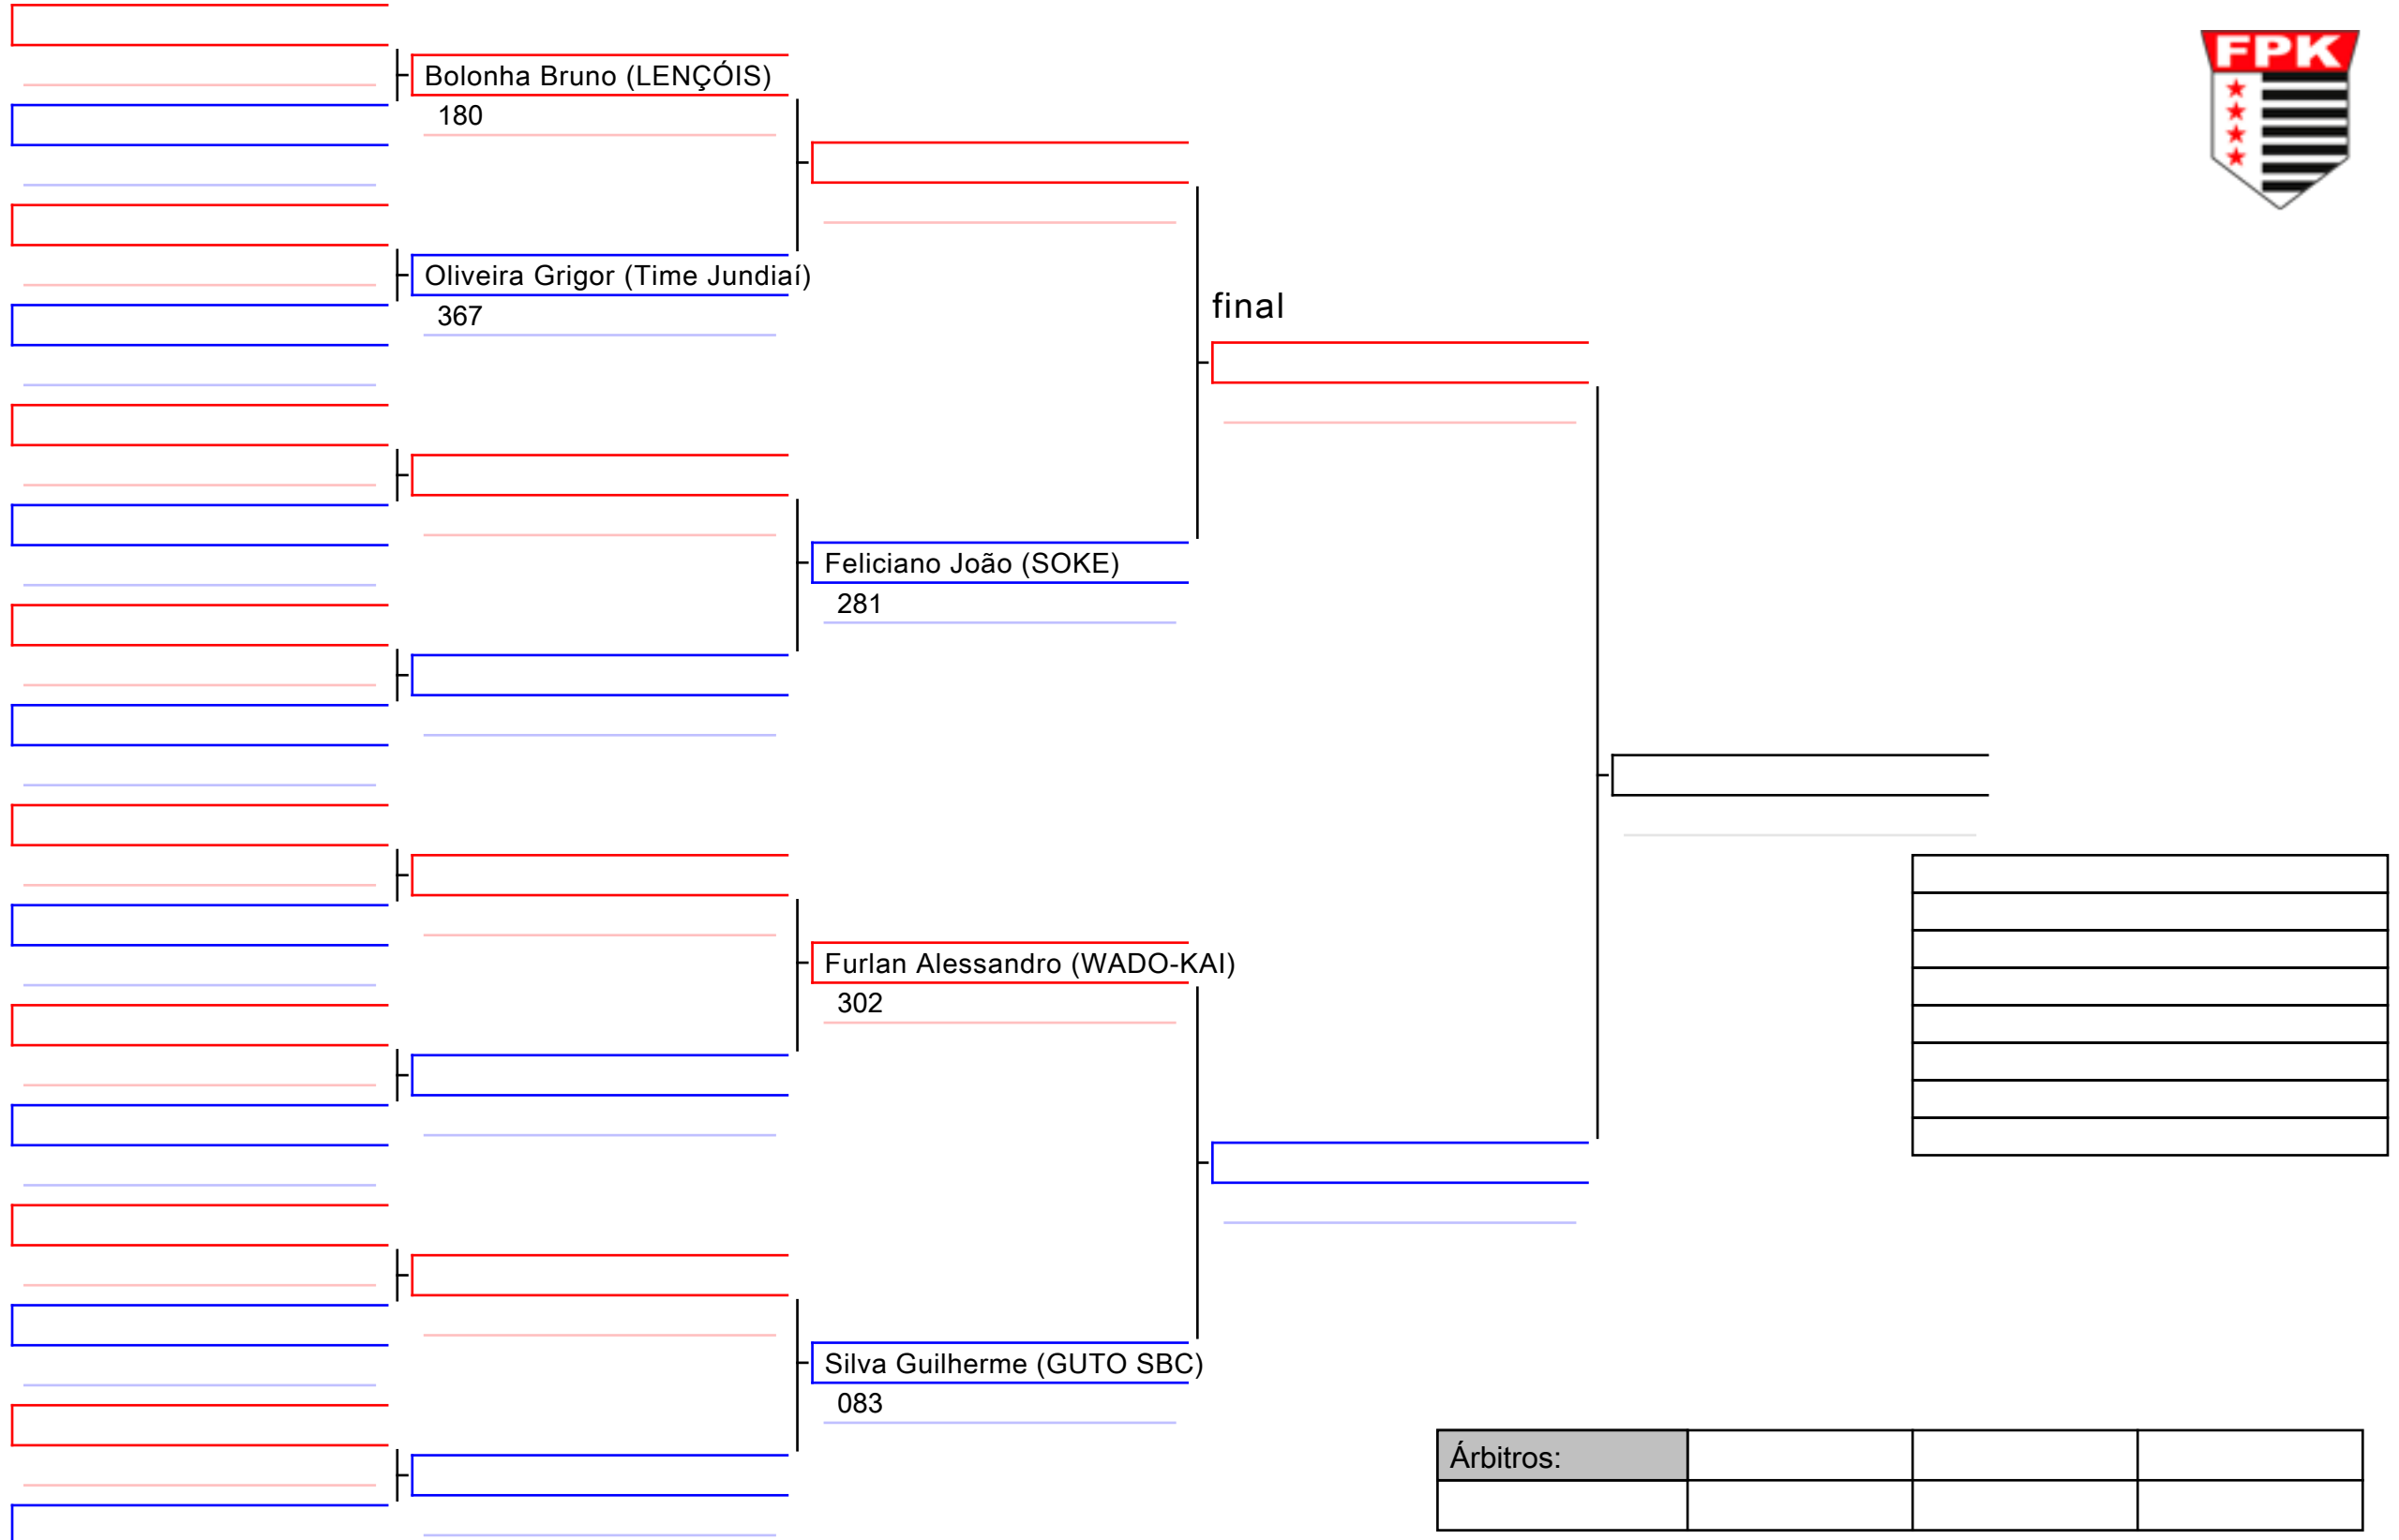 FPK
Bolonha Bruno (LENÇÓIS)
180
Oliveira Grigor (Time Jundiaí)
367
final
Feliciano João (SOKE)
281
Furlan Alessandro (WADO-KAI)
302
Silva Guilherme (GUTO SBC)
083
Árbitros: